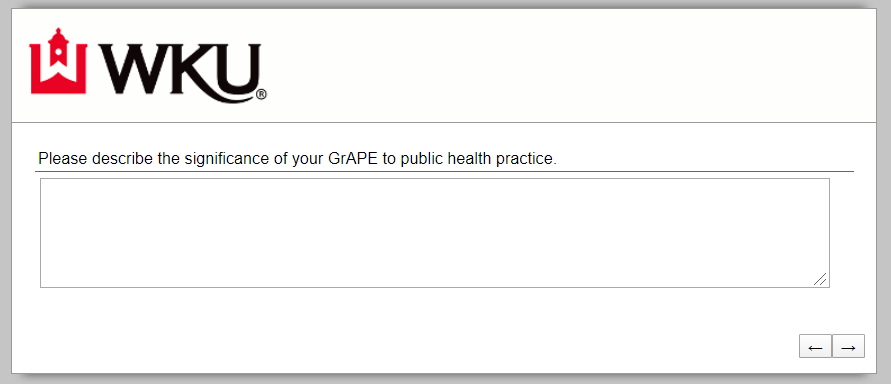 WKU®
Please describe the significance of your GrAPE to public health practice.
← →